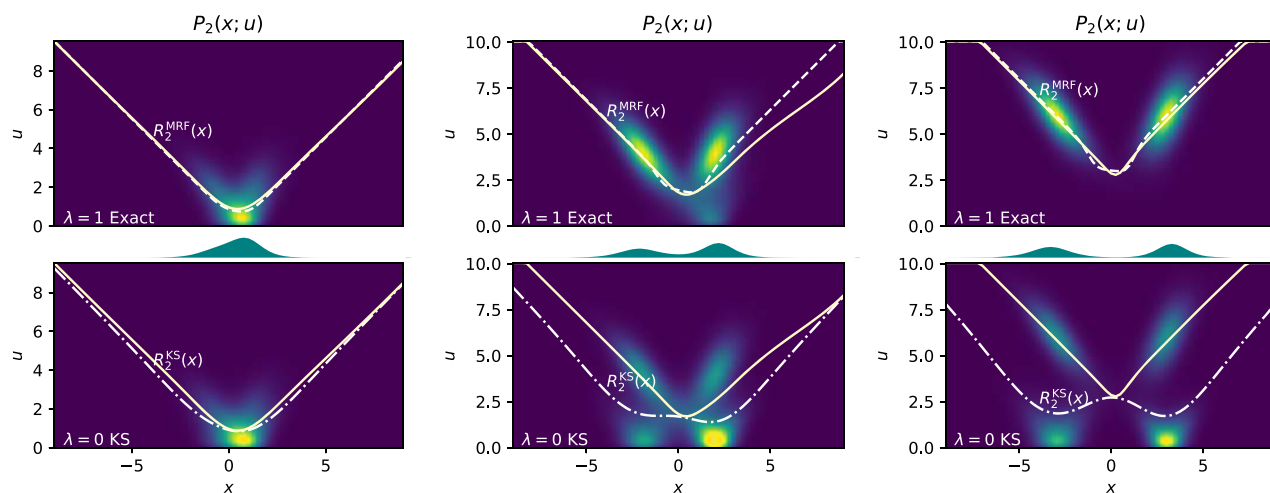 P₂(x; u)
P₂(x; u)
P₂(x; u)
u
8
6
4
2
0
R₂ᴹᴿꟳ(x)
λ = 1 Exact
u
10.0
7.5
5.0
2.5
0.0
R₂ᴹᴿꟳ(x)
λ = 1 Exact
u
10.0
7.5
5.0
2.5
0.0
R₂ᴹᴿꟳ(x)
λ = 1 Exact
u
8
6
4
2
0
R₂ᴷˢ(x)
λ = 0 KS
−5
0
5
x
u
10.0
7.5
5.0
2.5
0.0
R₂ᴷˢ(x)
λ = 0 KS
−5
0
5
x
u
10.0
7.5
5.0
2.5
0.0
R₂ᴷˢ(x)
λ = 0 KS
−5
0
5
x